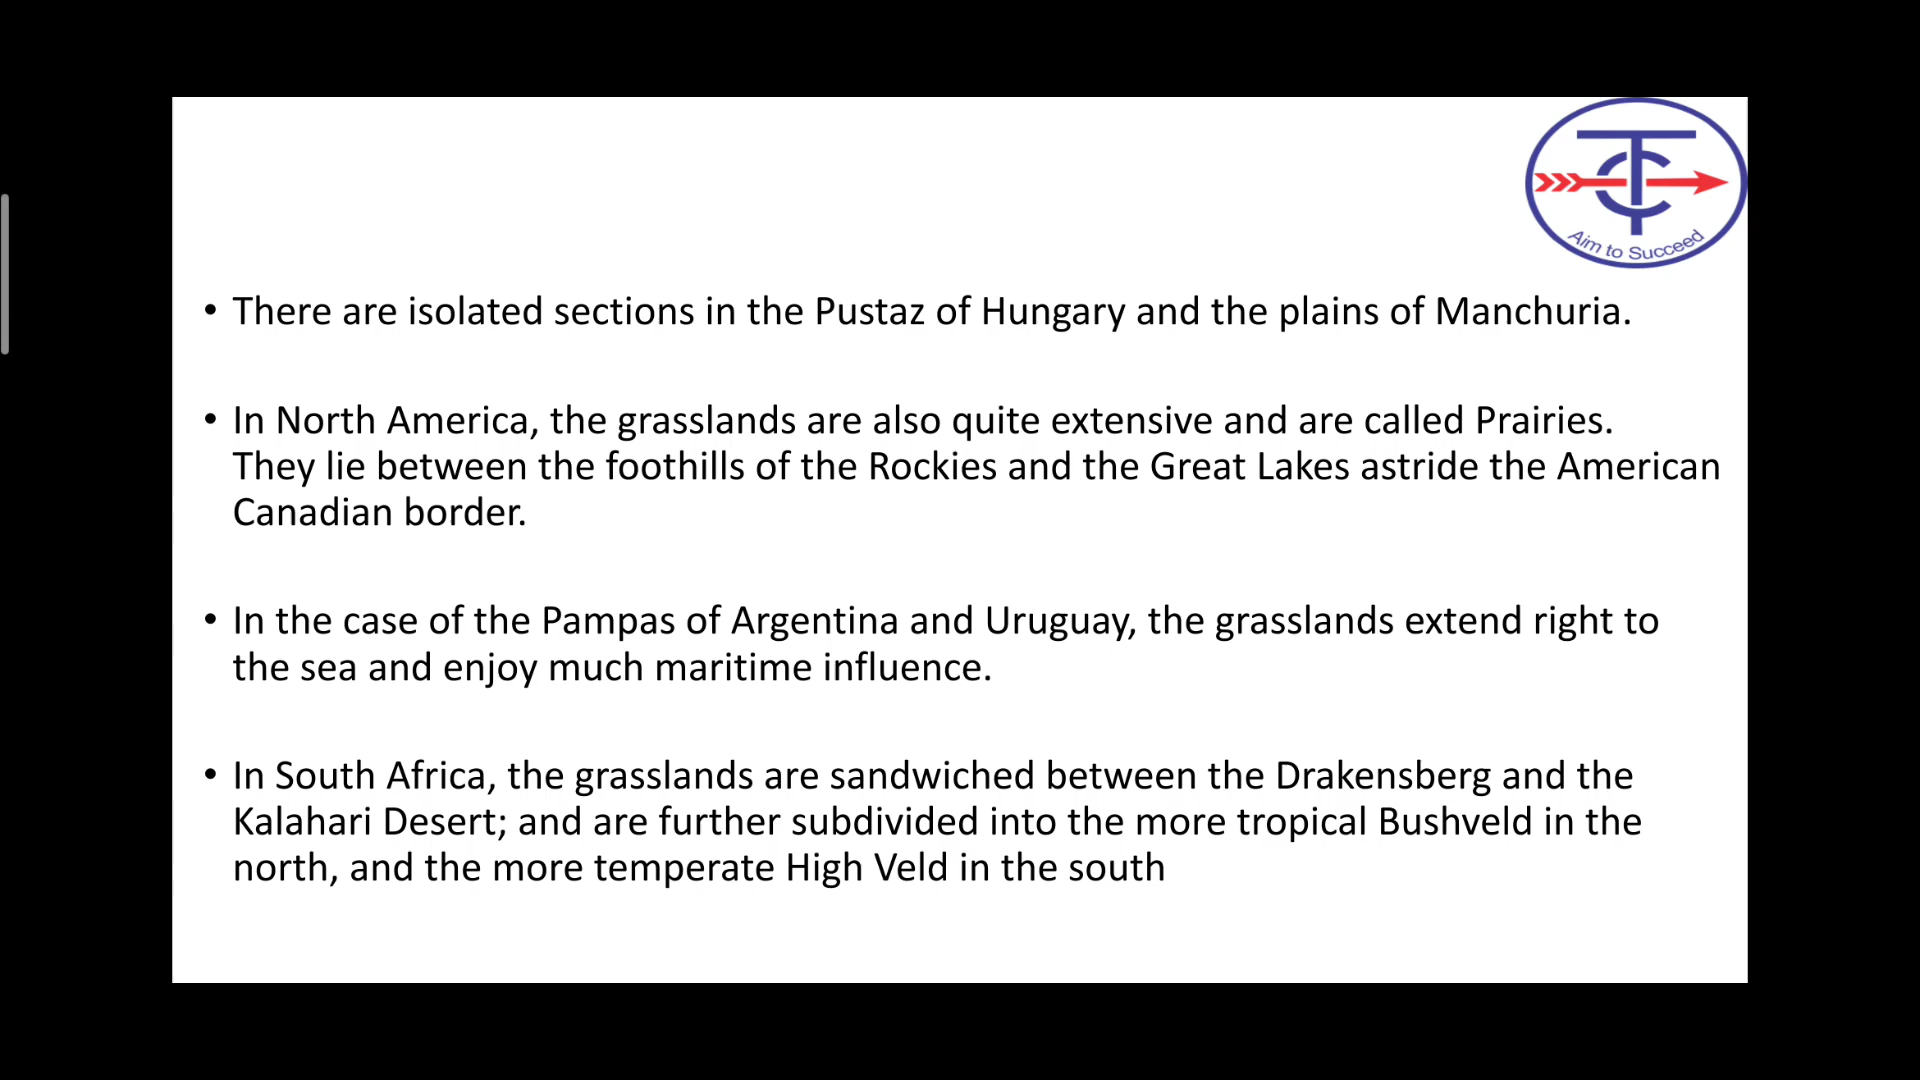 TC
Aim to Succeed
• There are isolated sections in the Pustaz of Hungary and the plains of Manchuria.
• In North America, the grasslands are also quite extensive and are called Prairies.
They lie between the foothills of the Rockies and the Great Lakes astride the American
Canadian border.
• In the case of the Pampas of Argentina and Uruguay, the grasslands extend right to
the sea and enjoy much maritime influence.
• In South Africa, the grasslands are sandwiched between the Drakensberg and the
Kalahari Desert; and are further subdivided into the more tropical Bushveld in the
north, and the more temperate High Veld in the south